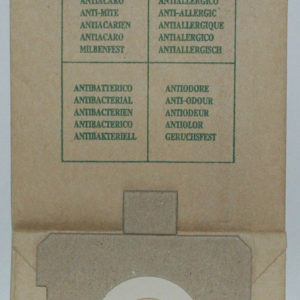 ANTIACARO
ANTI-MITE
ANTIACARIEN
ANTIACARO
MILBENFEST
ANTIALLERGICO
ANTI-ALLERGIC
ANTIALLERGIQUE
ANTIALERGICO
ANTIALLERGISCH
ANTIBATTERICO
ANTIBACTERIAL
ANTIBACTERIEN
ANTIBACTERICO
ANTIBAKTERIELL
ANTIODORE
ANTI-ODOUR
ANTIODEUR
ANTIOLOR
GERUCHSFEST